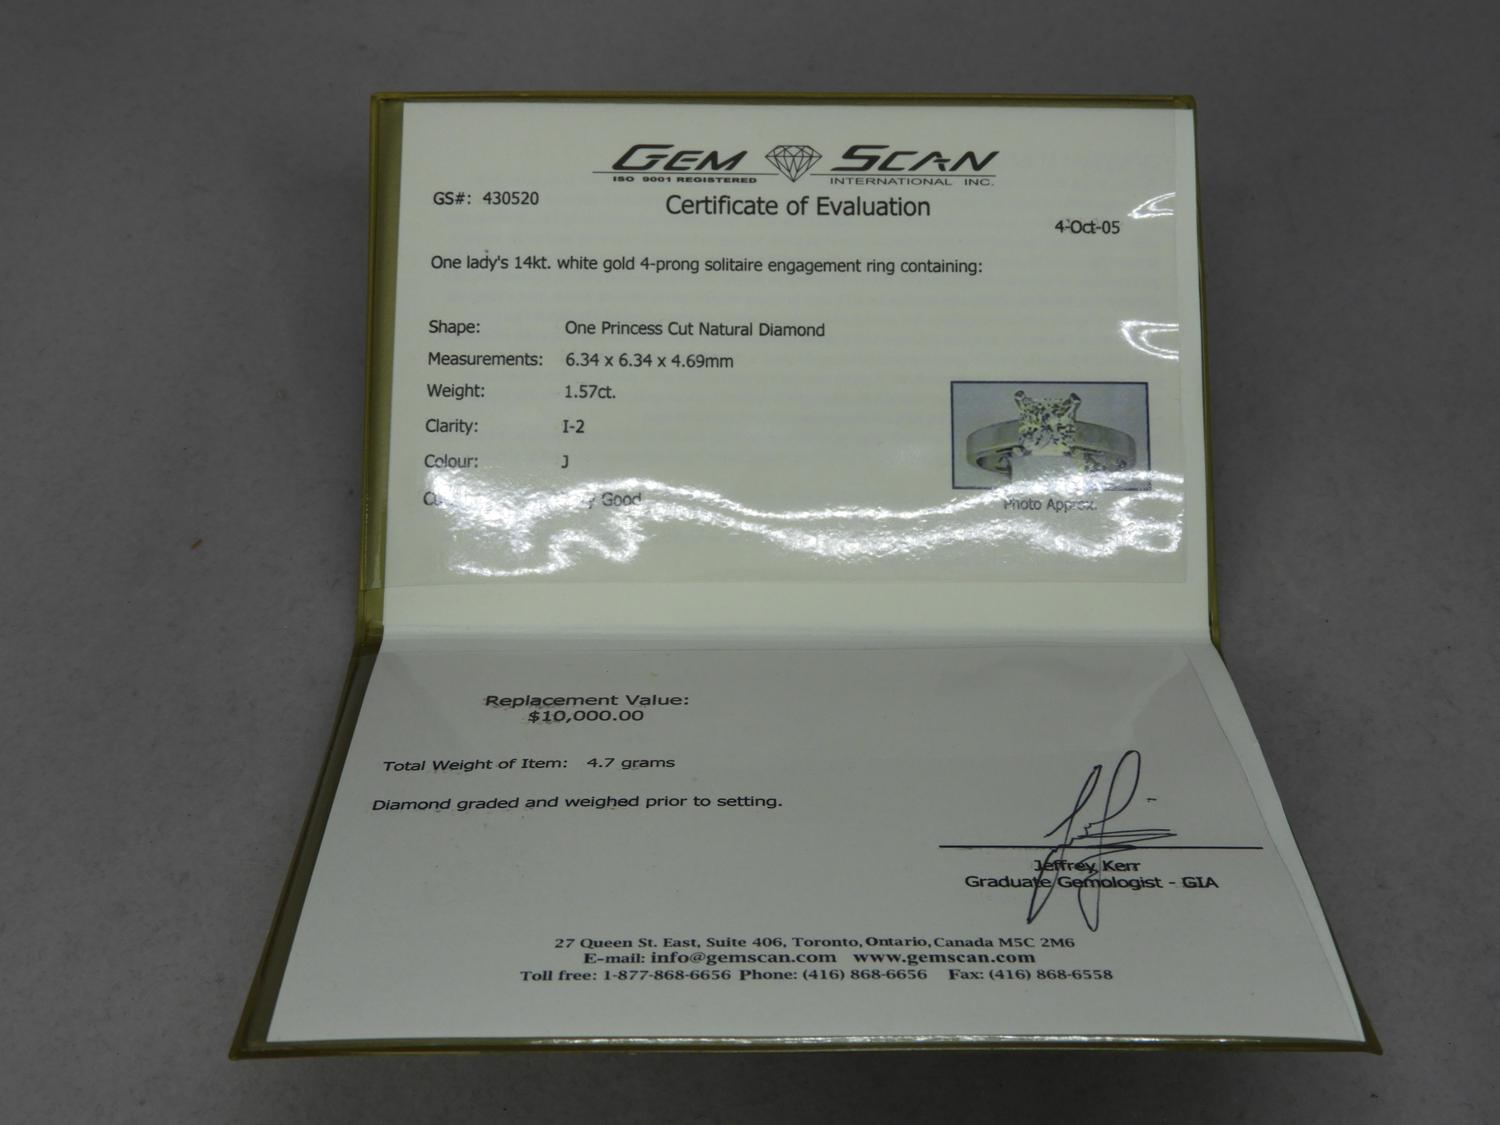 GEM SCAN
ISO 9001 REGISTERED INTERNATIONAL INC.
GS#: 430520
Certificate of Evaluation
4-Oct-05
One lady's 14kt. white gold 4-prong solitaire engagement ring containing:
Shape: One Princess Cut Natural Diamond
Measurements: 6.34 x 6.34 x 4.69mm
Weight: 1.57ct.
Clarity: I-2
Colour: J
Good
Photo Approx.
Replacement Value:
$10,000.00
Total Weight of Item: 4.7 grams
Diamond graded and weighed prior to setting.
Jeffrey Kerr
Graduate Gemologist - GIA
27 Queen St. East, Suite 406, Toronto, Ontario, Canada M5C 2M6
E-mail: info@gemscan.com www.gemscan.com
Toll free: 1-877-868-6656 Phone: (416) 868-6656 Fax: (416) 868-6558